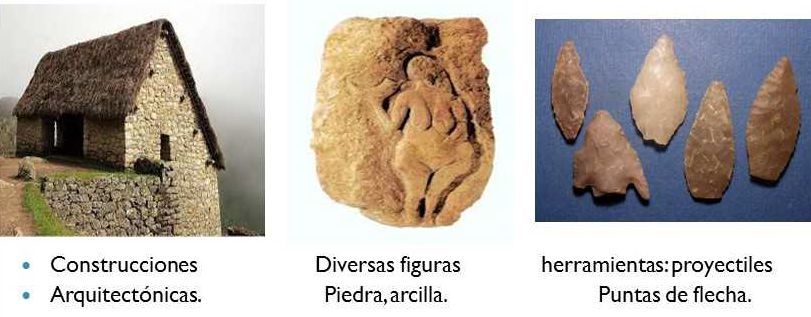 Construcciones
Arquitectónicas.
Diversas figuras
Piedra, arcilla.
herramientas: proyectiles
Puntas de flecha.